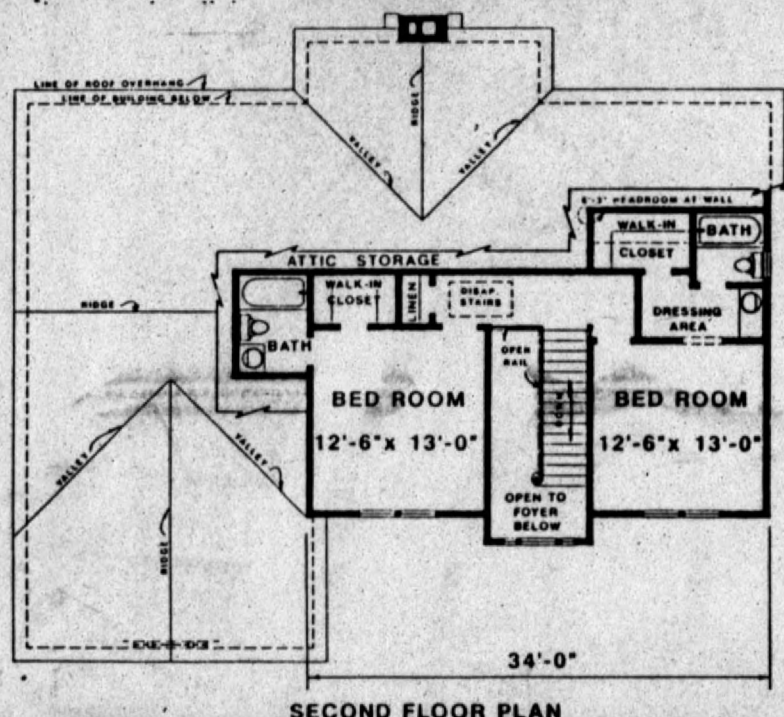 LINE OF ROOF OVERHANG
LINE OF BUILDING BELOW
RIDGE
VALLEY
VALLEY
HEADROOM AT WALL
WALK-IN
CLOSET
BATH
ATTIC STORAGE
WALK-IN
CLOSET
LINEN
DISAP.
STAIRS
RIDGE
DRESSING
AREA
BATH
OPEN
RAIL
DOWN
BED ROOM
12'-6" x 13'-0"
BED ROOM
12'-6" x 13'-0"
VALLEY
VALLEY
OPEN TO
FOYER
BELOW
RIDGE
34'-0"
SECOND FLOOR PLAN